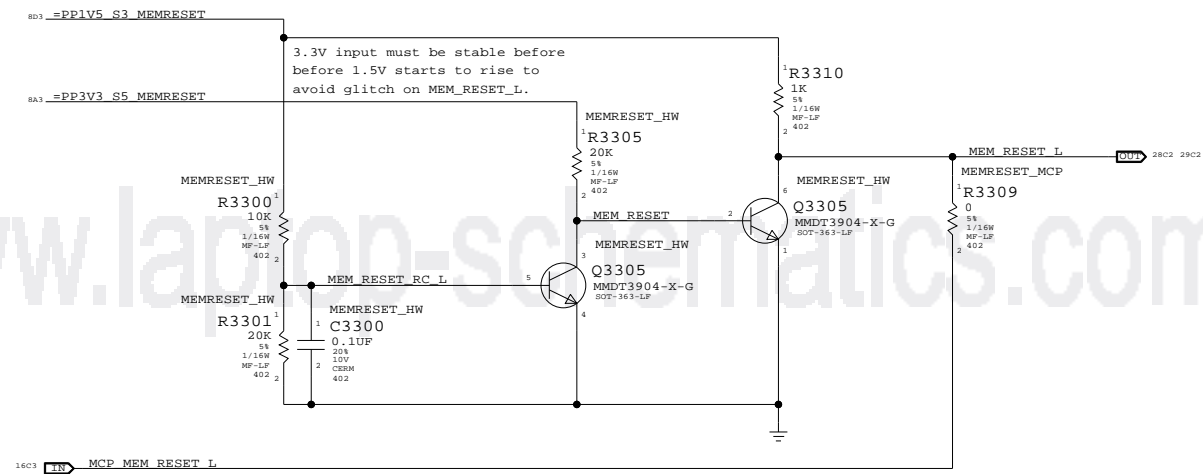 8D3 =PP1V5_S3_MEMRESET
3.3V input must be stable before
before 1.5V starts to rise to
avoid glitch on MEM_RESET_L.
8A3 =PP3V3_S5_MEMRESET
1
R3310
1K
5%
1/16W
MF-LF
402
2
MEMRESET_HW
1
R3305
20K
5%
1/16W
MF-LF
402
2
MEM_RESET_L
OUT 28C2 29C2
MEMRESET_MCP
1
R3309
0
5%
1/16W
MF-LF
402
2
MEMRESET_HW
R3300
1
10K
5%
1/16W
MF-LF
402
2
MEM_RESET
MEMRESET_HW
6
Q3305
MMDT3904-X-G
SOT-363-LF
2
1
MEMRESET_HW
3
Q3305
MMDT3904-X-G
SOT-363-LF
5
4
MEM_RESET_RC_L
MEMRESET_HW
R3301
1
20K
5%
1/16W
MF-LF
402
2
MEMRESET_HW
1
C3300
0.1UF
20%
10V
CERM
402
2
16C3 IN MCP_MEM_RESET_L
w.laptop-schematics.com